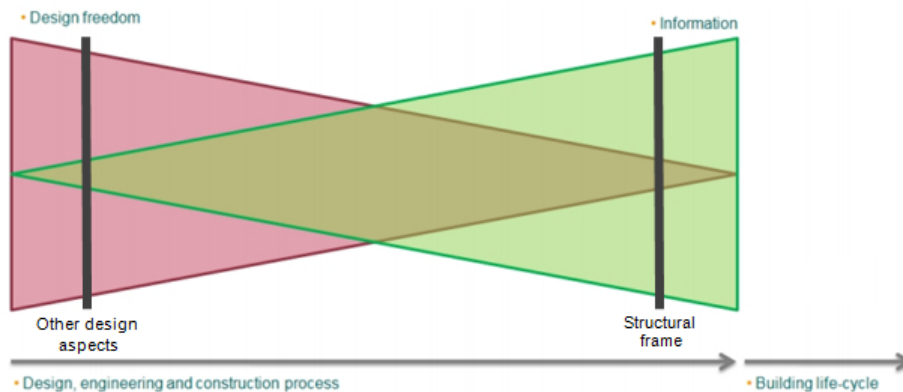 • Design freedom
• Information
Other design
aspects
Structural
frame
• Design, engineering and construction process
• Building life-cycle